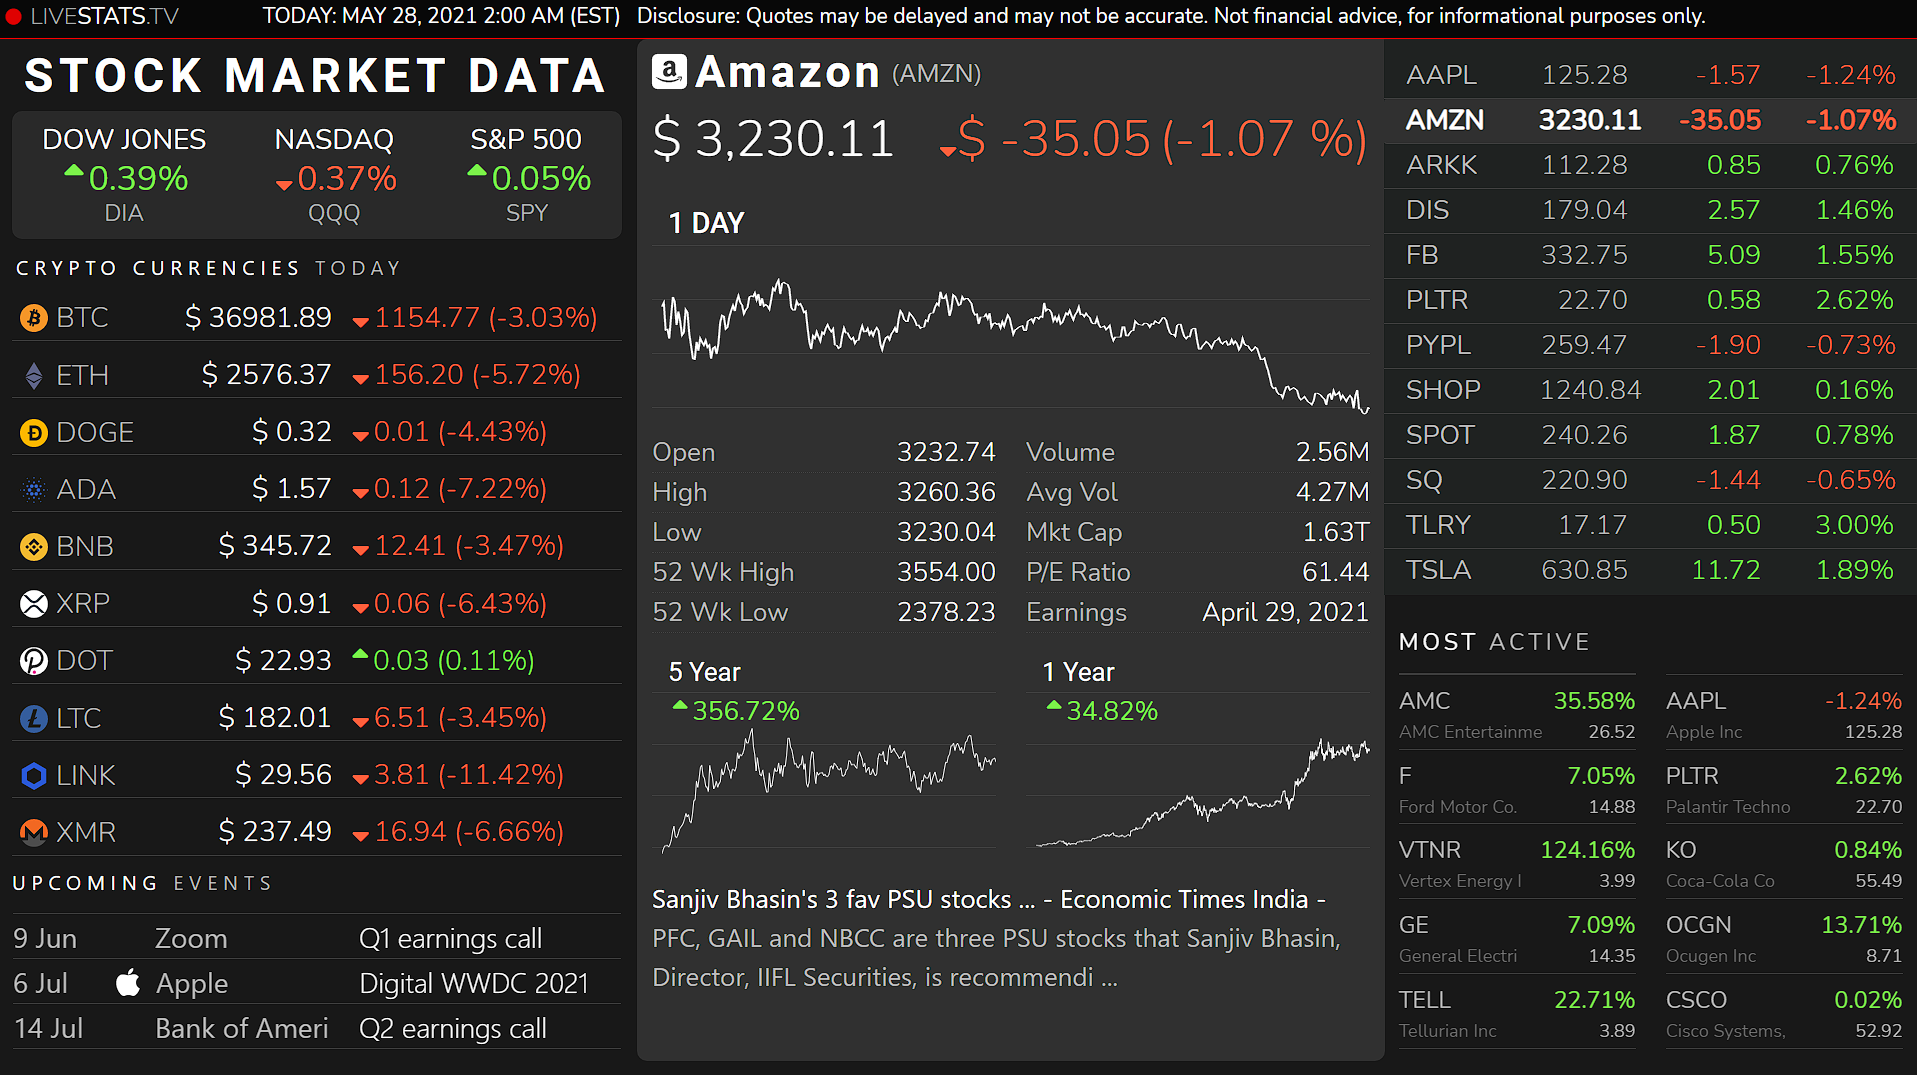 LIVESTATS.TV TODAY: MAY 28, 2021 2:00 AM (EST) Disclosure: Quotes may be delayed and may not be accurate. Not financial advice, for informational purposes only.
STOCK MARKET DATA
DOW JONES NASDAQ S&P 500
0.39% 0.37% 0.05%
DIA QQQ SPY
CRYPTO CURRENCIES TODAY
BTC $ 36981.89 1154.77 (-3.03%)
ETH $ 2576.37 156.20 (-5.72%)
DOGE $ 0.32 0.01 (-4.43%)
ADA $ 1.57 0.12 (-7.22%)
BNB $ 345.72 12.41 (-3.47%)
XRP $ 0.91 0.06 (-6.43%)
DOT $ 22.93 0.03 (0.11%)
LTC $ 182.01 6.51 (-3.45%)
LINK $ 29.56 3.81 (-11.42%)
XMR $ 237.49 16.94 (-6.66%)
UPCOMING EVENTS
9 Jun Zoom Q1 earnings call
6 Jul Apple Digital WWDC 2021
14 Jul Bank of Ameri Q2 earnings call
Amazon (AMZN)
$ 3,230.11 $ -35.05 (-1.07 %)
1 DAY
Open 3232.74 Volume 2.56M
High 3260.36 Avg Vol 4.27M
Low 3230.04 Mkt Cap 1.63T
52 Wk High 3554.00 P/E Ratio 61.44
52 Wk Low 2378.23 Earnings April 29, 2021
5 Year 1 Year
356.72% 34.82%
Sanjiv Bhasin's 3 fav PSU stocks ... - Economic Times India -
PFC, GAIL and NBCC are three PSU stocks that Sanjiv Bhasin,
Director, IIFL Securities, is recommendi ...
AAPL 125.28 -1.57 -1.24%
AMZN 3230.11 -35.05 -1.07%
ARKK 112.28 0.85 0.76%
DIS 179.04 2.57 1.46%
FB 332.75 5.09 1.55%
PLTR 22.70 0.58 2.62%
PYPL 259.47 -1.90 -0.73%
SHOP 1240.84 2.01 0.16%
SPOT 240.26 1.87 0.78%
SQ 220.90 -1.44 -0.65%
TLRY 17.17 0.50 3.00%
TSLA 630.85 11.72 1.89%
MOST ACTIVE
AMC 35.58% AAPL -1.24%
AMC Entertainme 26.52 Apple Inc 125.28
F 7.05% PLTR 2.62%
Ford Motor Co. 14.88 Palantir Techno 22.70
VTNR 124.16% KO 0.84%
Vertex Energy I 3.99 Coca-Cola Co 55.49
GE 7.09% OCGN 13.71%
General Electri 14.35 Ocugen Inc 8.71
TELL 22.71% CSCO 0.02%
Tellurian Inc 3.89 Cisco Systems, 52.92